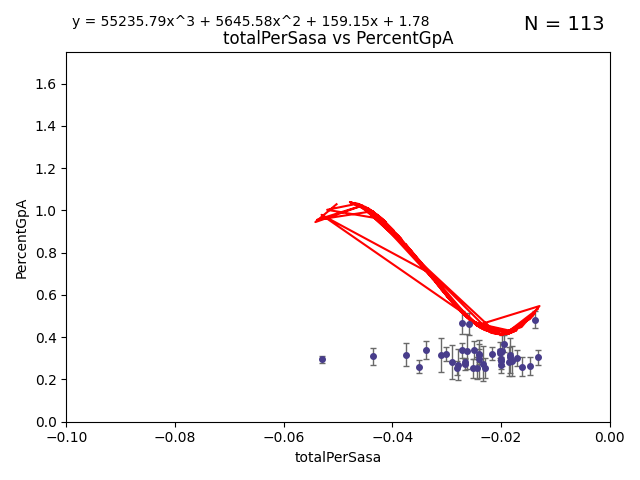 y = 55235.79x^3 + 5645.58x^2 + 159.15x + 1.78
N = 113
totalPerSasa vs PercentGpA
PercentGpA
1.6
1.4
1.2
1.0
0.8
0.6
0.4
0.2
0.0
−0.10 −0.08 −0.06 −0.04 −0.02 0.00
totalPerSasa